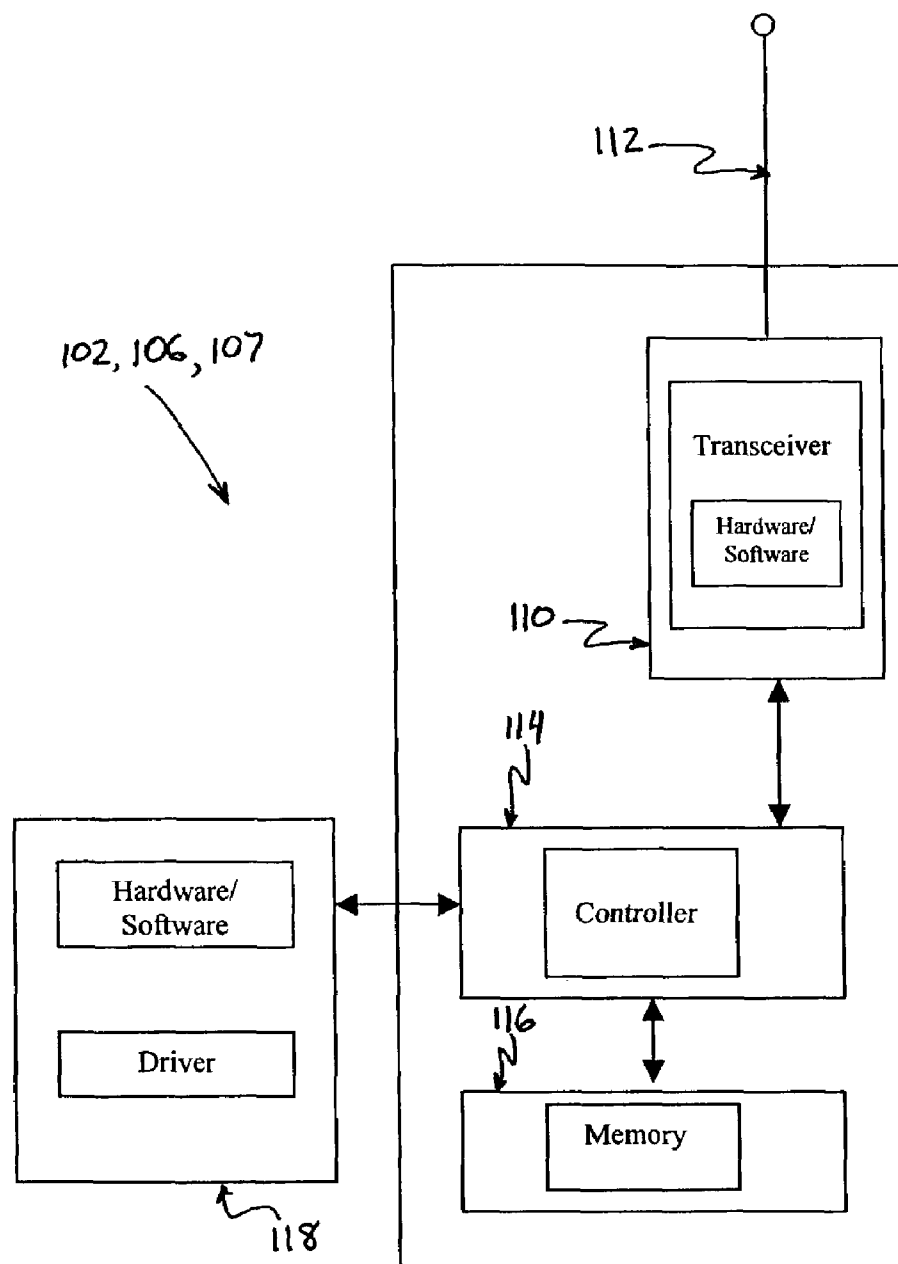 112
102, 106, 107
Transceiver
Hardware/
Software
110
114
Hardware/
Software
Controller
116
Driver
Memory
118